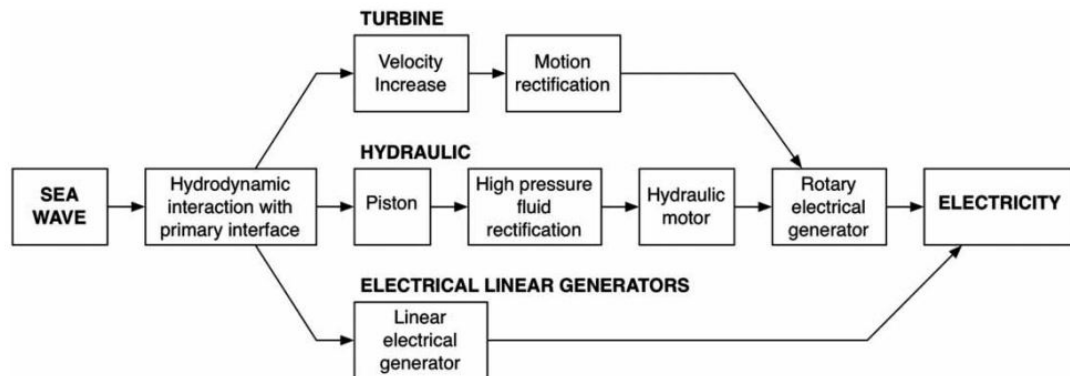 TURBINE
Velocity
Increase
Motion
rectification
HYDRAULIC
SEA
WAVE
Hydrodynamic
interaction with
primary interface
Piston
High pressure
fluid
rectification
Hydraulic
motor
Rotary
electrical
generator
ELECTRICITY
ELECTRICAL LINEAR GENERATORS
Linear
electrical
generator